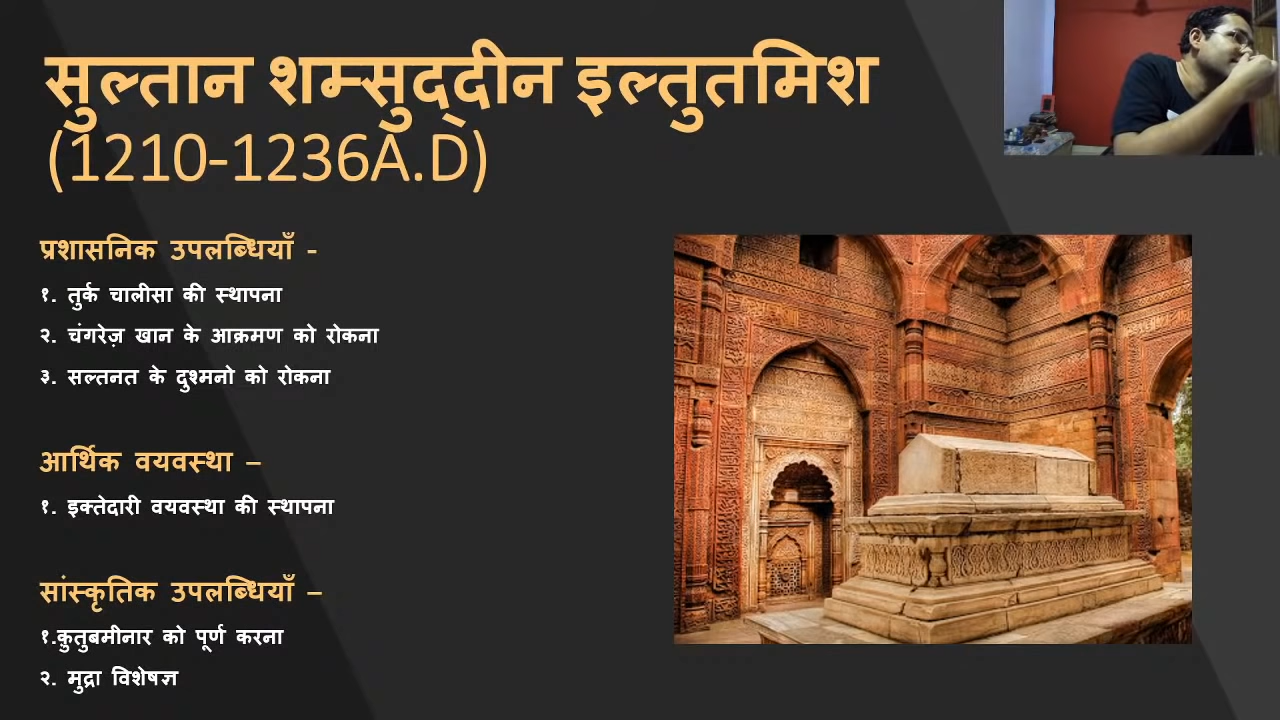 सुल्तान शम्सुद्दीन इल्तुतमिश
(1210-1236A.D)
प्रशासनिक उपलब्धियाँ -
१. तुर्क चालीसा की स्थापना
२. चंगरेज़ खान के आक्रमण को रोकना
३. सल्तनत के दुश्मनो को रोकना
आर्थिक वयवस्था –
१. इक्तेदारी वयवस्था की स्थापना
सांस्कृतिक उपलब्धियाँ –
१.कुतुबमीनार को पूर्ण करना
२. मुद्रा विशेषज्ञ